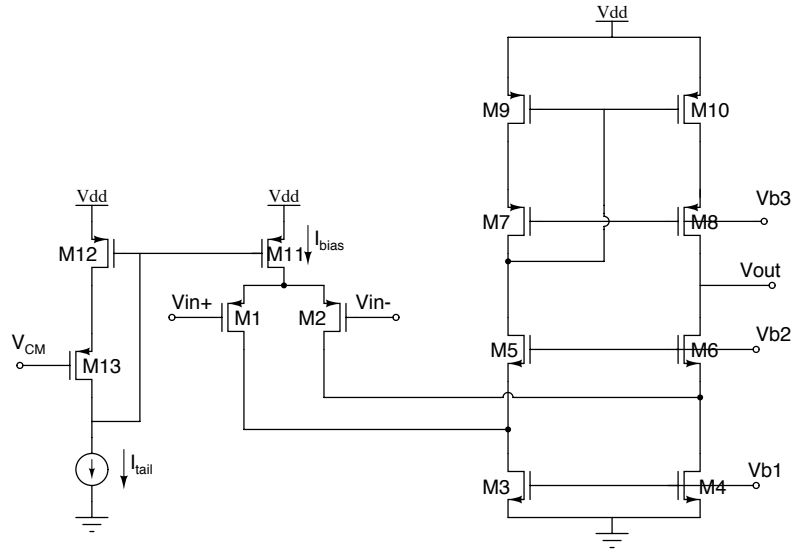 Vdd
M9
M10
Vb3
Vdd
Vdd
M7
M8
M12
M11
Ibias
Vout
Vin+
Vin-
M1
M2
VCM
M13
M5
M6
Vb2
Itail
M3
M4
Vb1